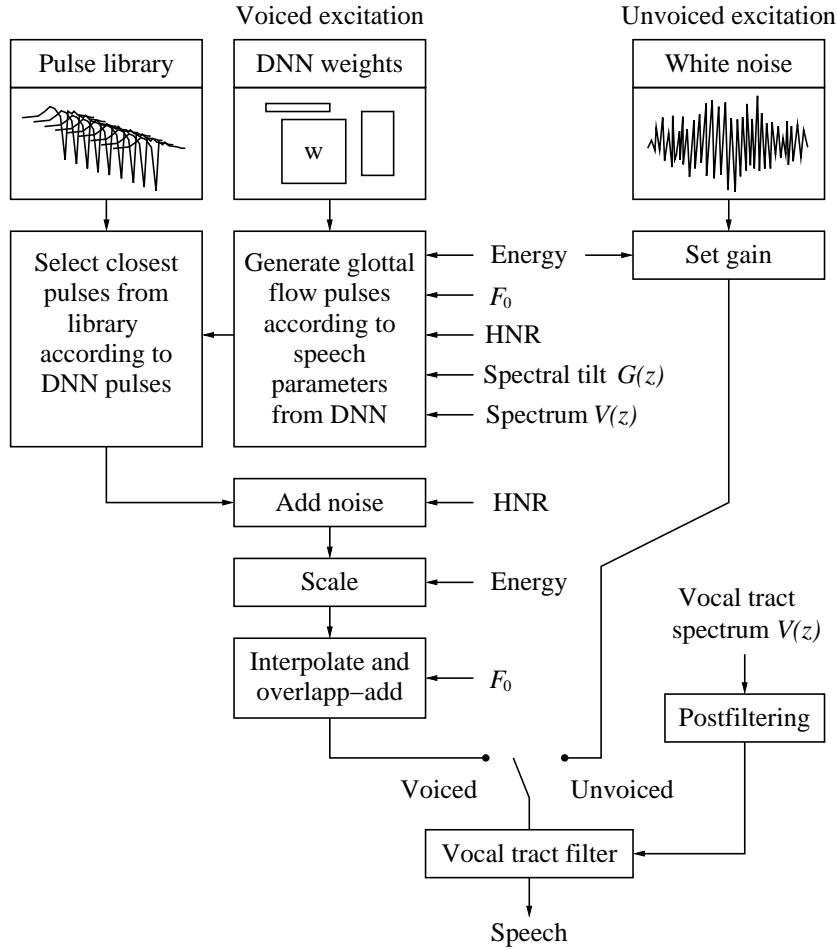 Voiced excitation
Unvoiced excitation
Pulse library
DNN weights
White noise
w
Select closest
pulses from
library
according to
DNN pulses
Generate glottal
flow pulses
according to
speech
parameters
from DNN
Energy
F0
HNR
Spectral tilt G(z)
Spectrum V(z)
Set gain
Add noise
HNR
Scale
Energy
Interpolate and
overlapp−add
F0
Vocal tract
spectrum V(z)
Postfiltering
Voiced
Unvoiced
Vocal tract filter
Speech